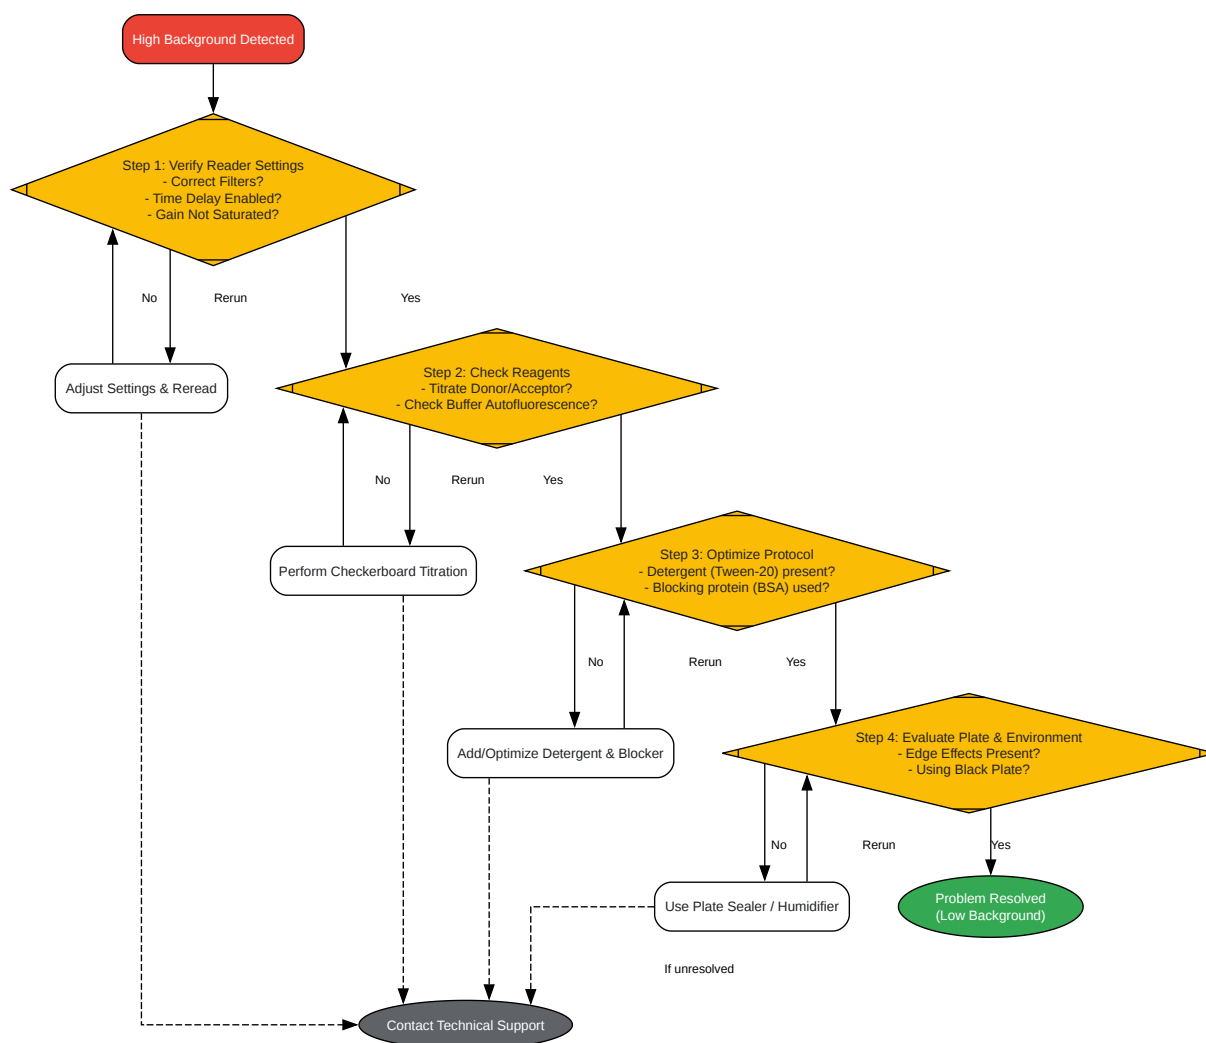 High Background Detected
Step 1: Verify Reader Settings
- Correct Filters?
- Time Delay Enabled?
- Gain Not Saturated?
No
Rerun
Yes
Adjust Settings & Reread
Step 2: Check Reagents
- Titrate Donor/Acceptor?
- Check Buffer Autofluorescence?
No
Rerun
Yes
Perform Checkerboard Titration
Step 3: Optimize Protocol
- Detergent (Tween-20) present?
- Blocking protein (BSA) used?
No
Rerun
Yes
Add/Optimize Detergent & Blocker
Step 4: Evaluate Plate & Environment
- Edge Effects Present?
- Using Black Plate?
No
Rerun
Yes
Use Plate Sealer / Humidifier
Problem Resolved
(Low Background)
If unresolved
Contact Technical Support